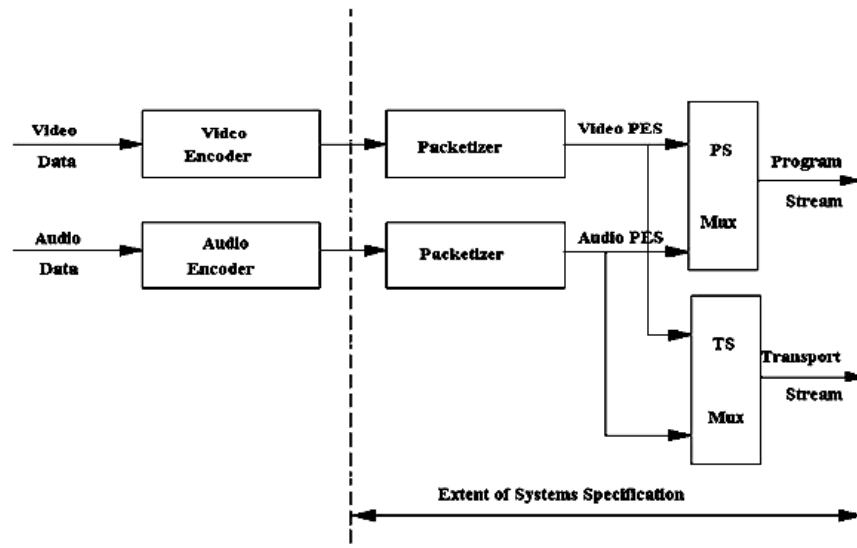 Video
Data
Video
Encoder
Packetizer
Video PES
PS
Mux
Program
Stream
Audio
Data
Audio
Encoder
Packetizer
Audio PES
TS
Mux
Transport
Stream
Extent of Systems Specification